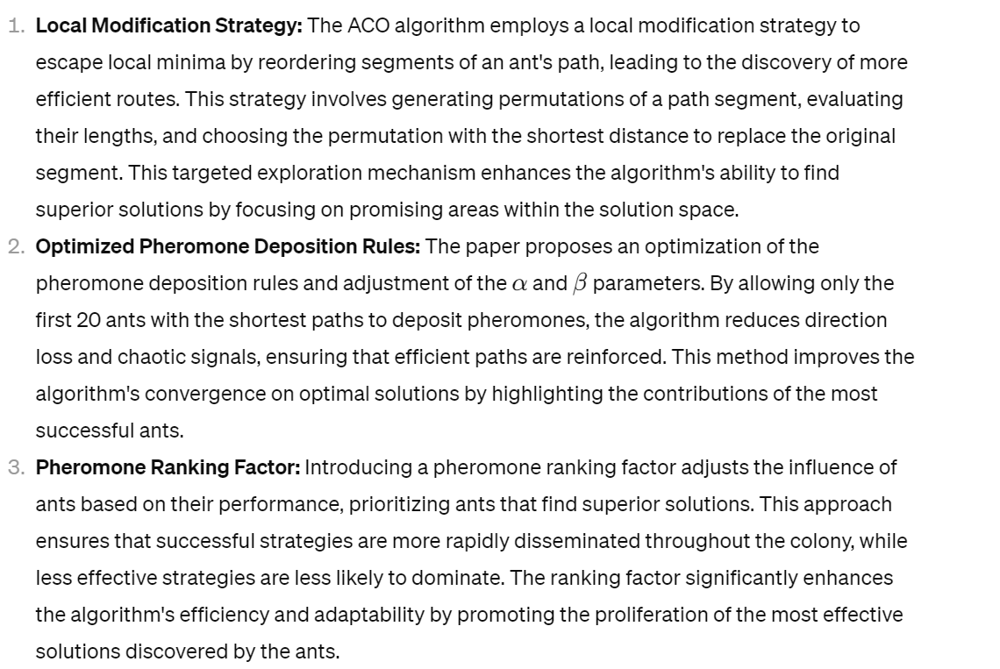 1. Local Modification Strategy: The ACO algorithm employs a local modification strategy to
escape local minima by reordering segments of an ant's path, leading to the discovery of more
efficient routes. This strategy involves generating permutations of a path segment, evaluating
their lengths, and choosing the permutation with the shortest distance to replace the original
segment. This targeted exploration mechanism enhances the algorithm's ability to find
superior solutions by focusing on promising areas within the solution space.
2. Optimized Pheromone Deposition Rules: The paper proposes an optimization of the
pheromone deposition rules and adjustment of the α and β parameters. By allowing only the
first 20 ants with the shortest paths to deposit pheromones, the algorithm reduces direction
loss and chaotic signals, ensuring that efficient paths are reinforced. This method improves the
algorithm's convergence on optimal solutions by highlighting the contributions of the most
successful ants.
3. Pheromone Ranking Factor: Introducing a pheromone ranking factor adjusts the influence of
ants based on their performance, prioritizing ants that find superior solutions. This approach
ensures that successful strategies are more rapidly disseminated throughout the colony, while
less effective strategies are less likely to dominate. The ranking factor significantly enhances
the algorithm's efficiency and adaptability by promoting the proliferation of the most effective
solutions discovered by the ants.